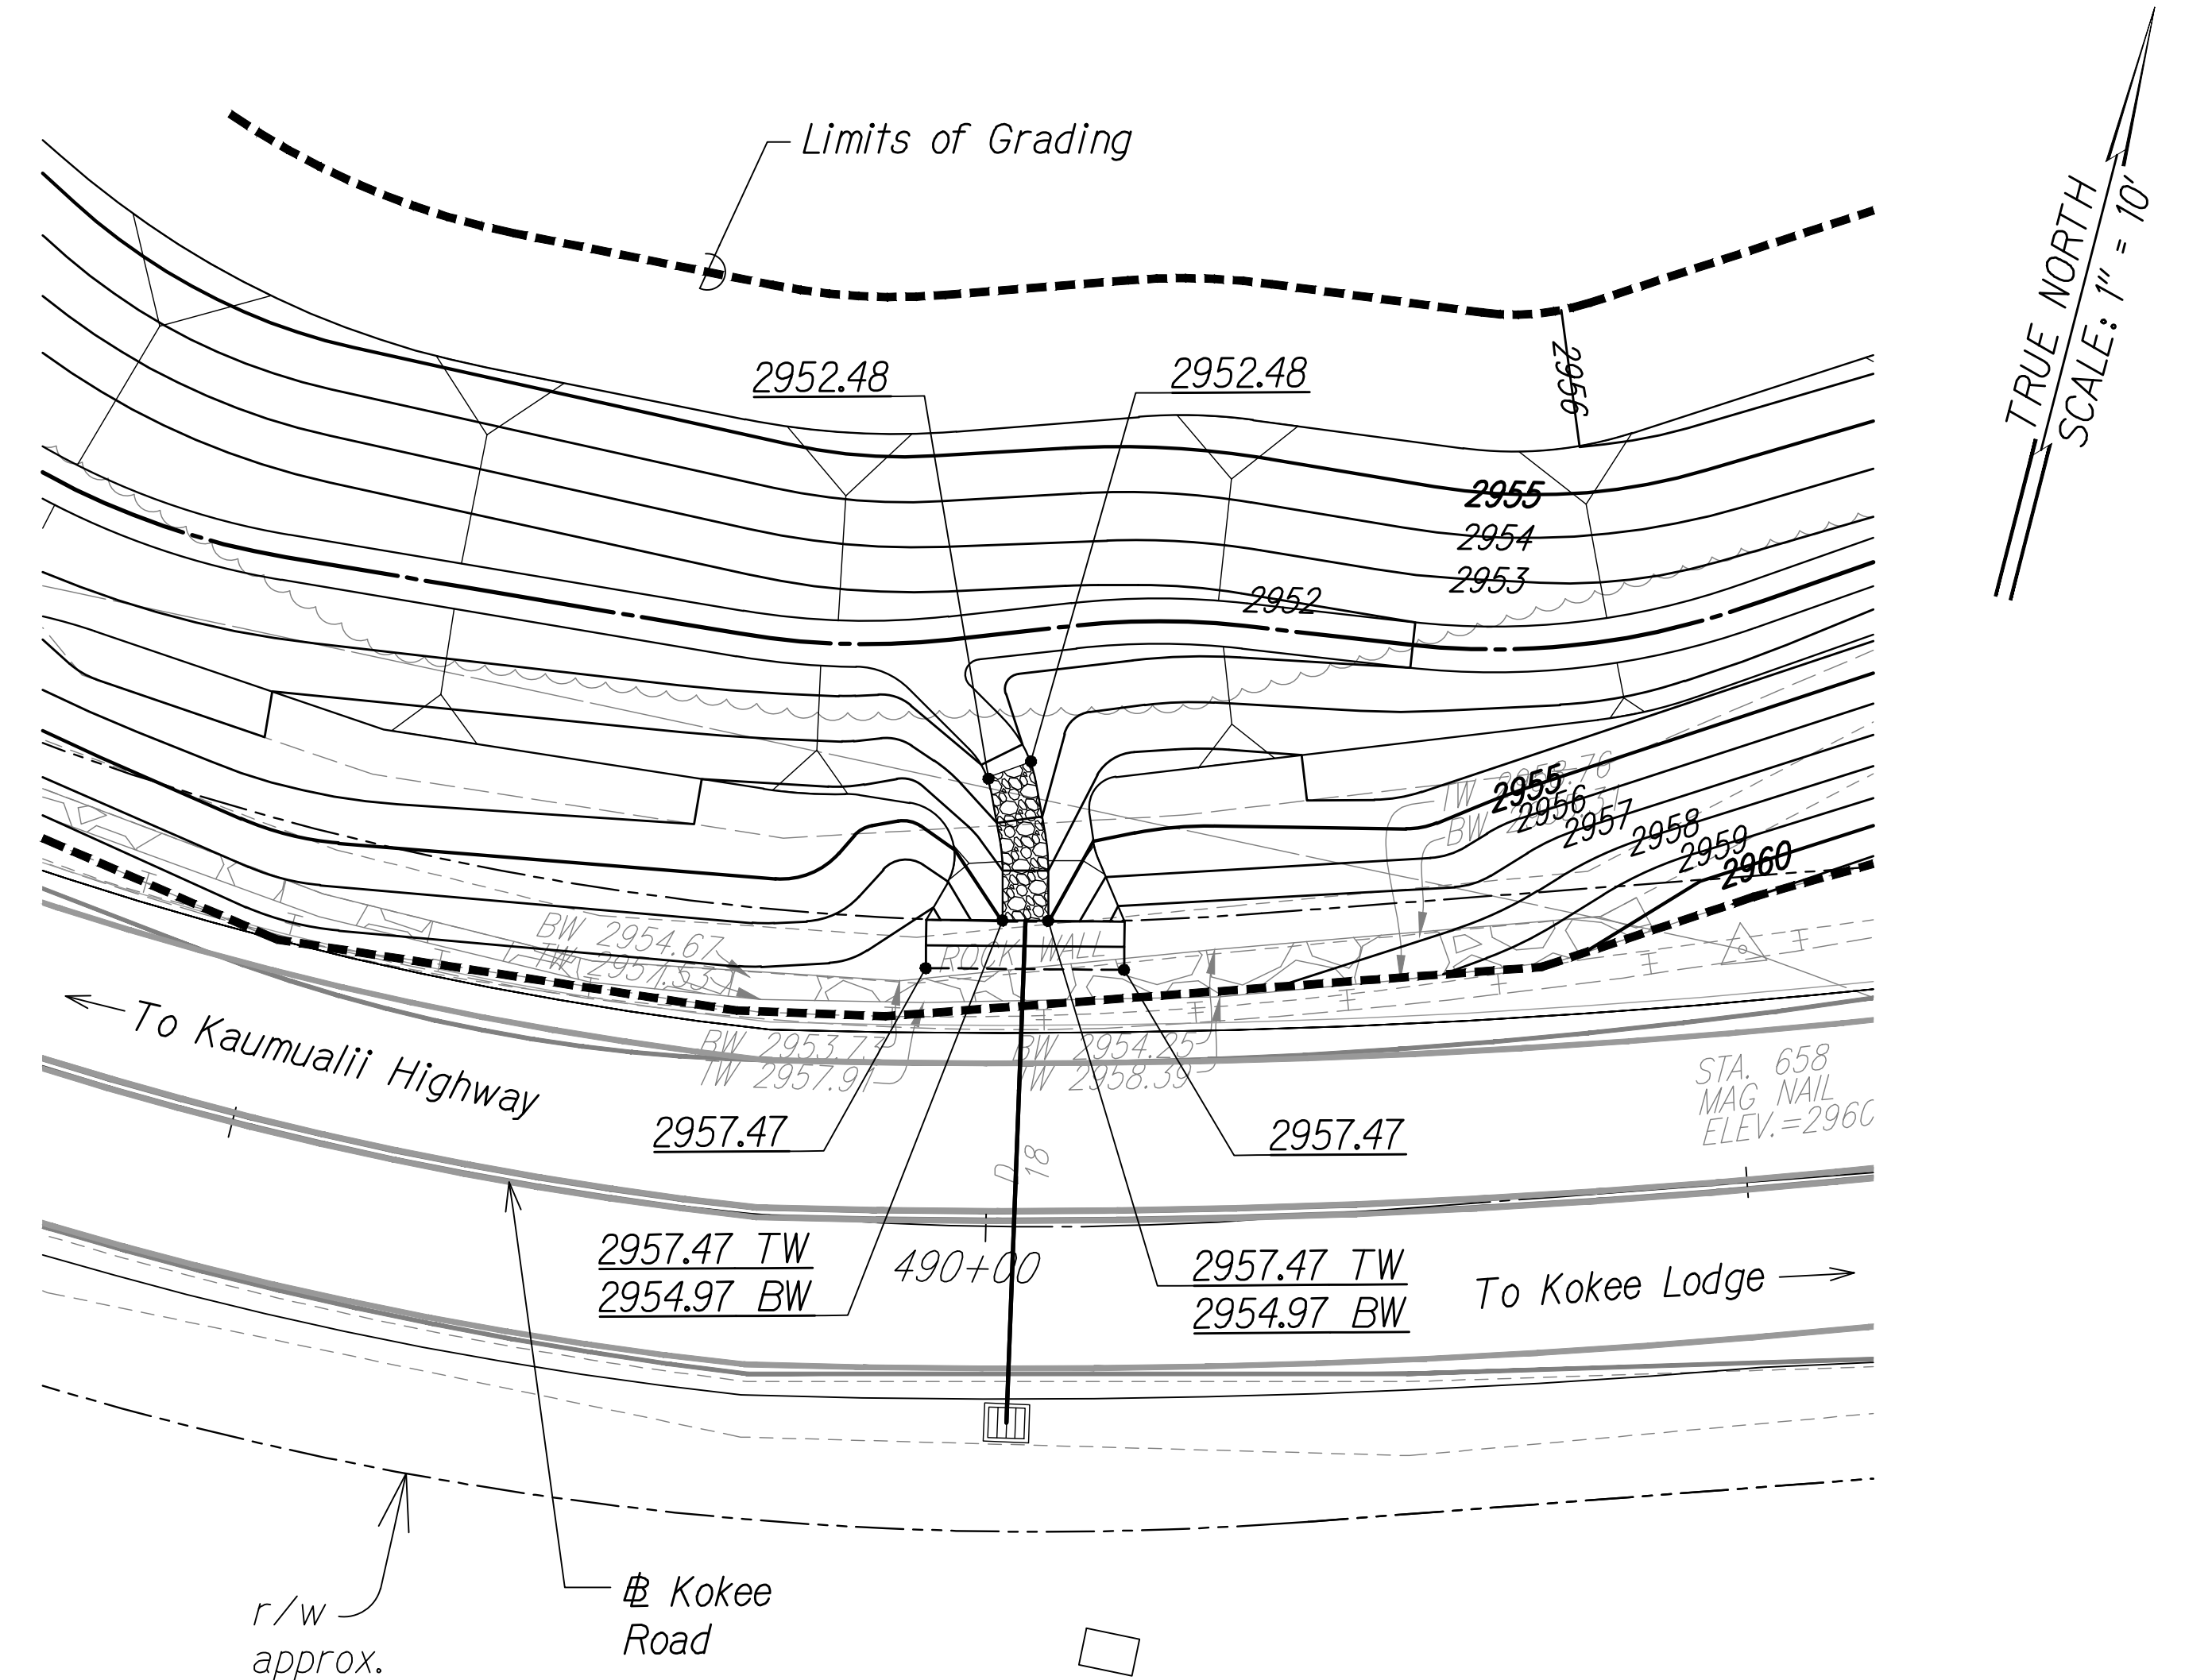 Limits of Grading
TRUE NORTH
SCALE: 1" = 10'
2952.48
2952.48
2956
2955
2954
2953
2952
2955
2956
2957
2958
2959
2960
BW 2954.67
TW 2957.53
ROCK WALL
BW 2953.73
TW 2957.91
BW 2954.25
TW 2958.39
To Kaumualii Highway
STA. 658
MAG NAIL
ELEV.=2960
2957.47
2957.47
D
18
2957.47 TW
2954.97 BW
490+00
2957.47 TW
2954.97 BW
To Kokee Lodge
r/w
approx.
Kokee
Road